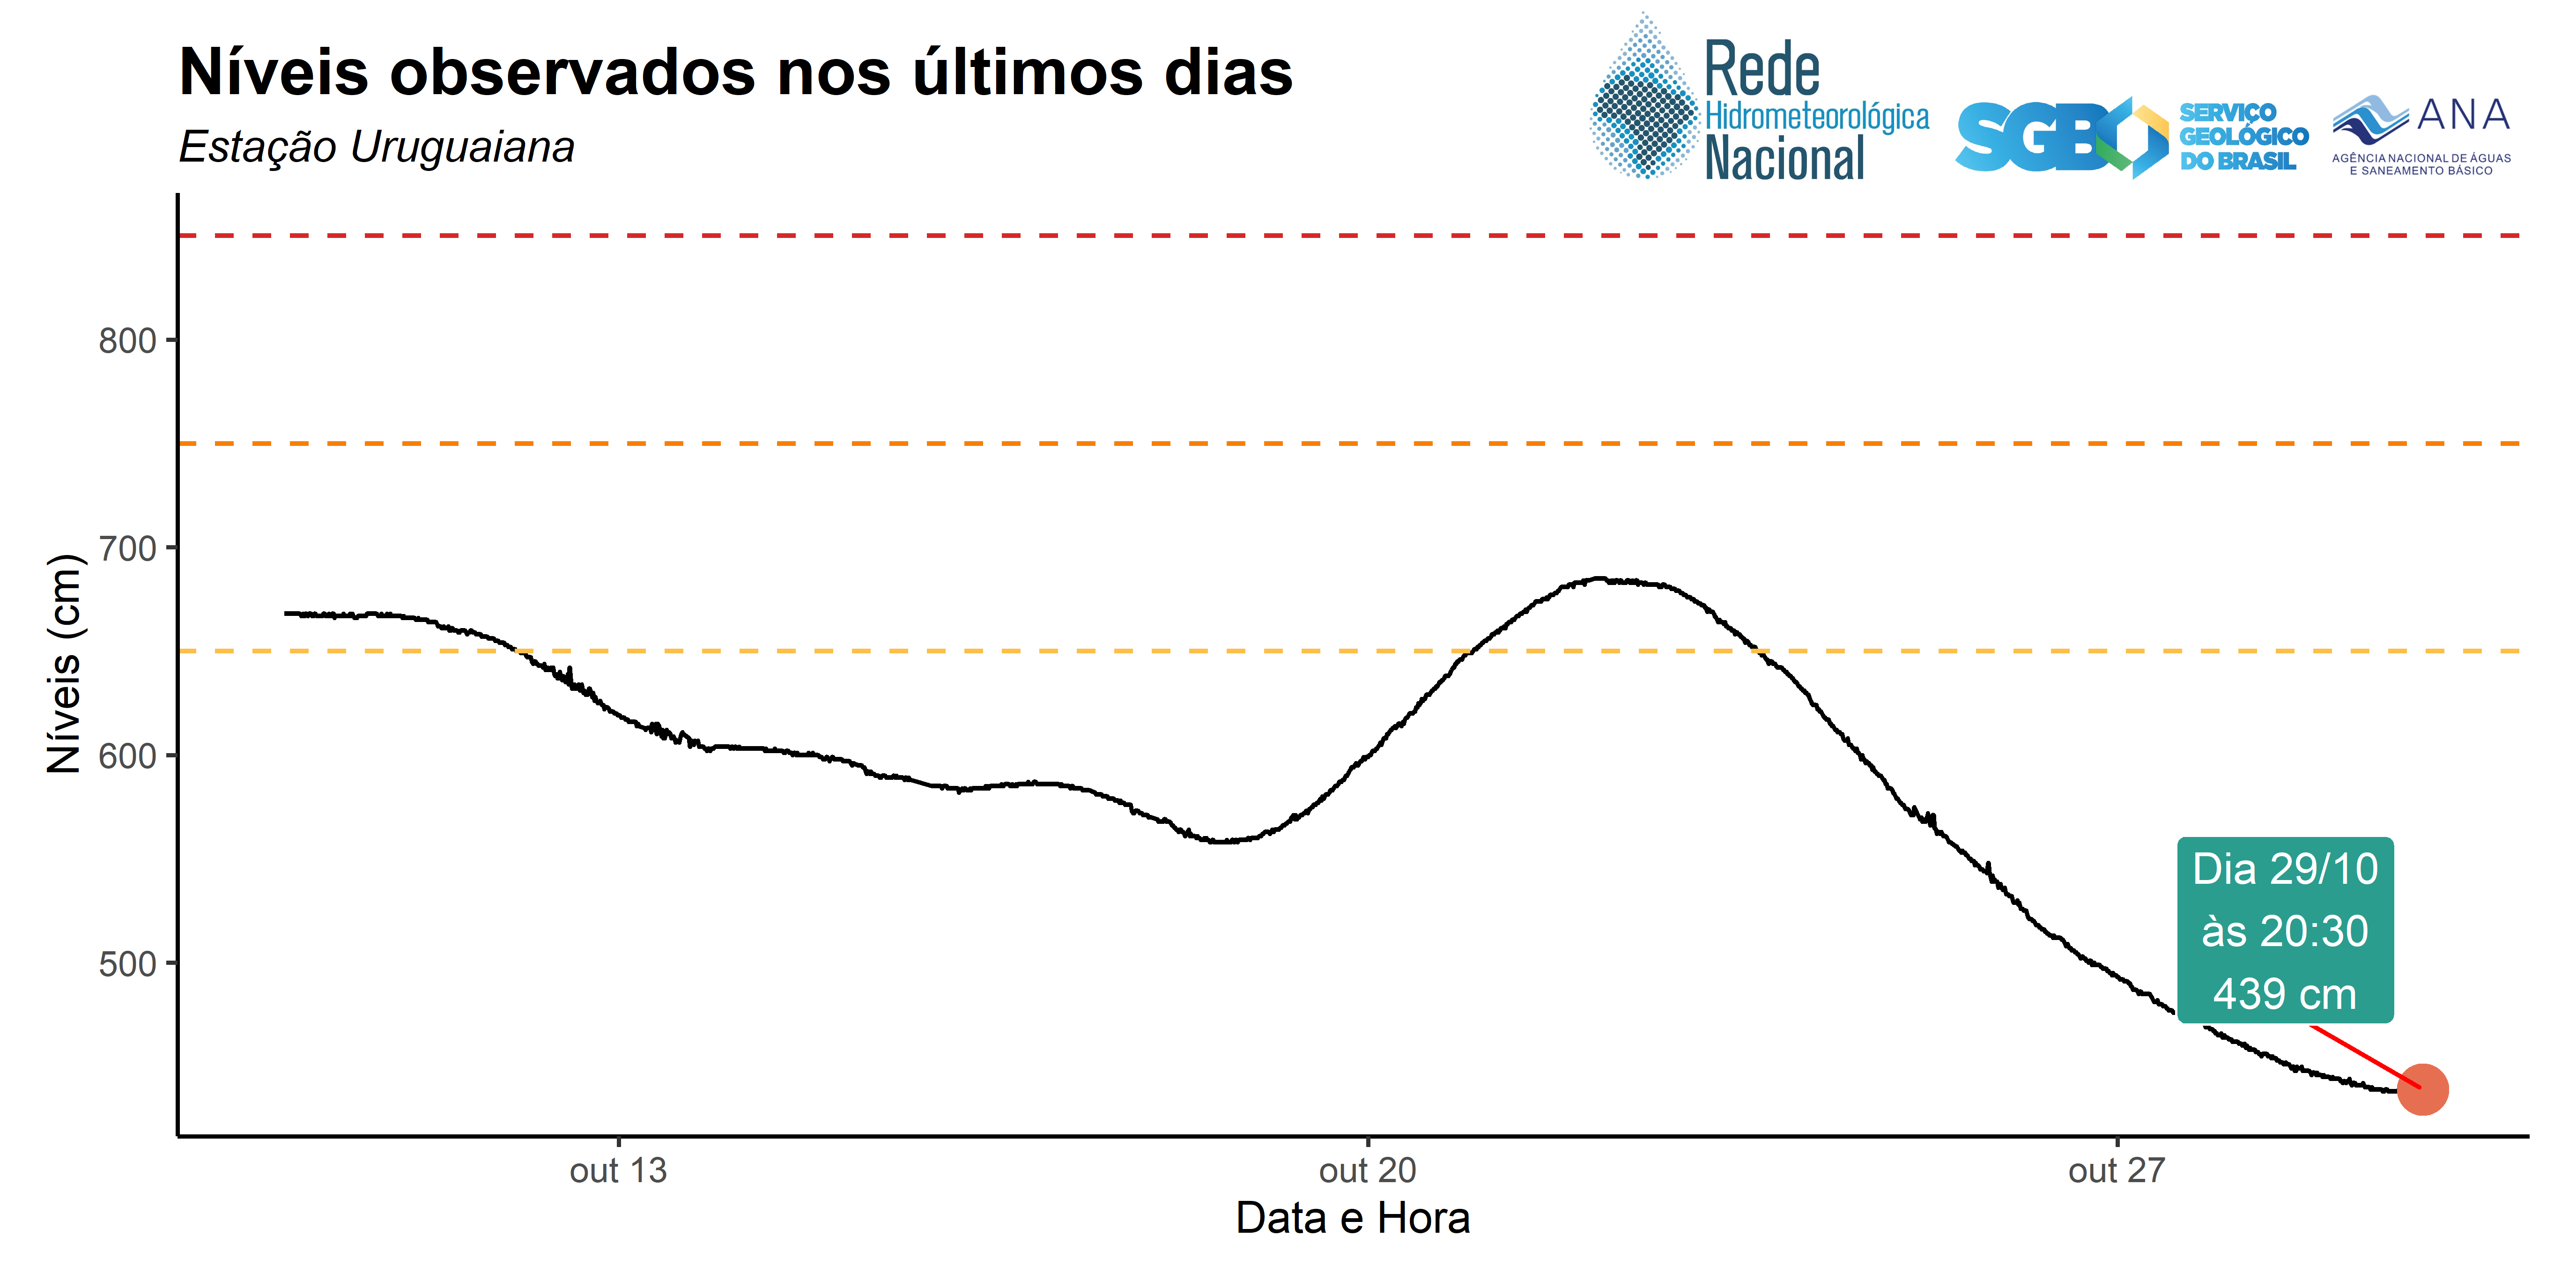 Níveis observados nos últimos dias
Estação Uruguaiana
Rede
Hidrometeorológica
Nacional
SGB
SERVIÇO
GEOLÓGICO
DO BRASIL
ANA
AGÊNCIA NACIONAL DE ÁGUAS
E SANEAMENTO BÁSICO
Níveis (cm)
800
700
600
500
Dia 29/10
às 20:30
439 cm
out 13
out 20
out 27
Data e Hora